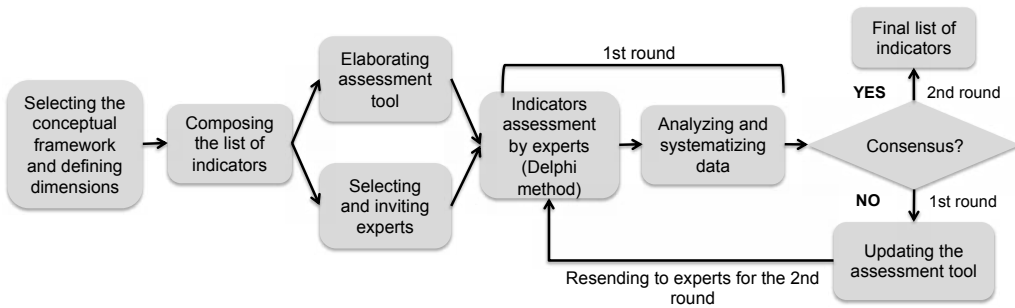 Selecting the
conceptual
framework
and defining
dimensions
Composing
the list of
indicators
Elaborating
assessment
tool
Selecting
and inviting
experts
1st round
Indicators
assessment
by experts
(Delphi
method)
Analyzing and
systematizing
data
Consensus?
YES
2nd round
Final list of
indicators
NO
1st round
Updating the
assessment tool
Resending to experts for the 2nd
round